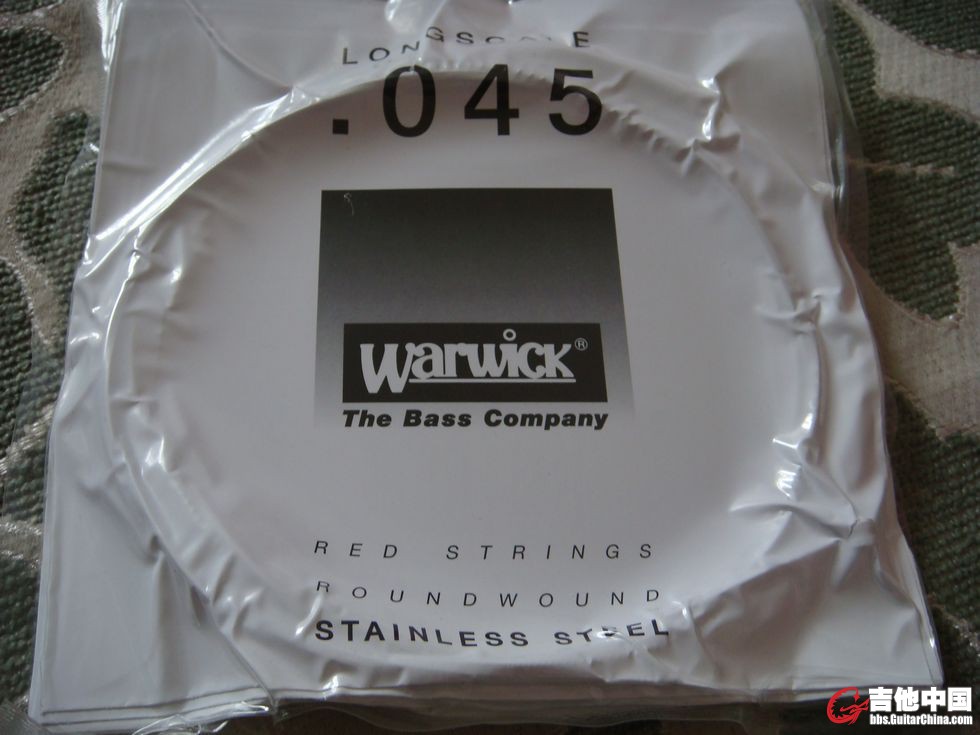 LONGSCALE
.045
Warwick®
The Bass Company
RED STRINGS
ROUNDWOUND
STAINLESS STEEL
吉他中国
bbs.GuitarChina.com